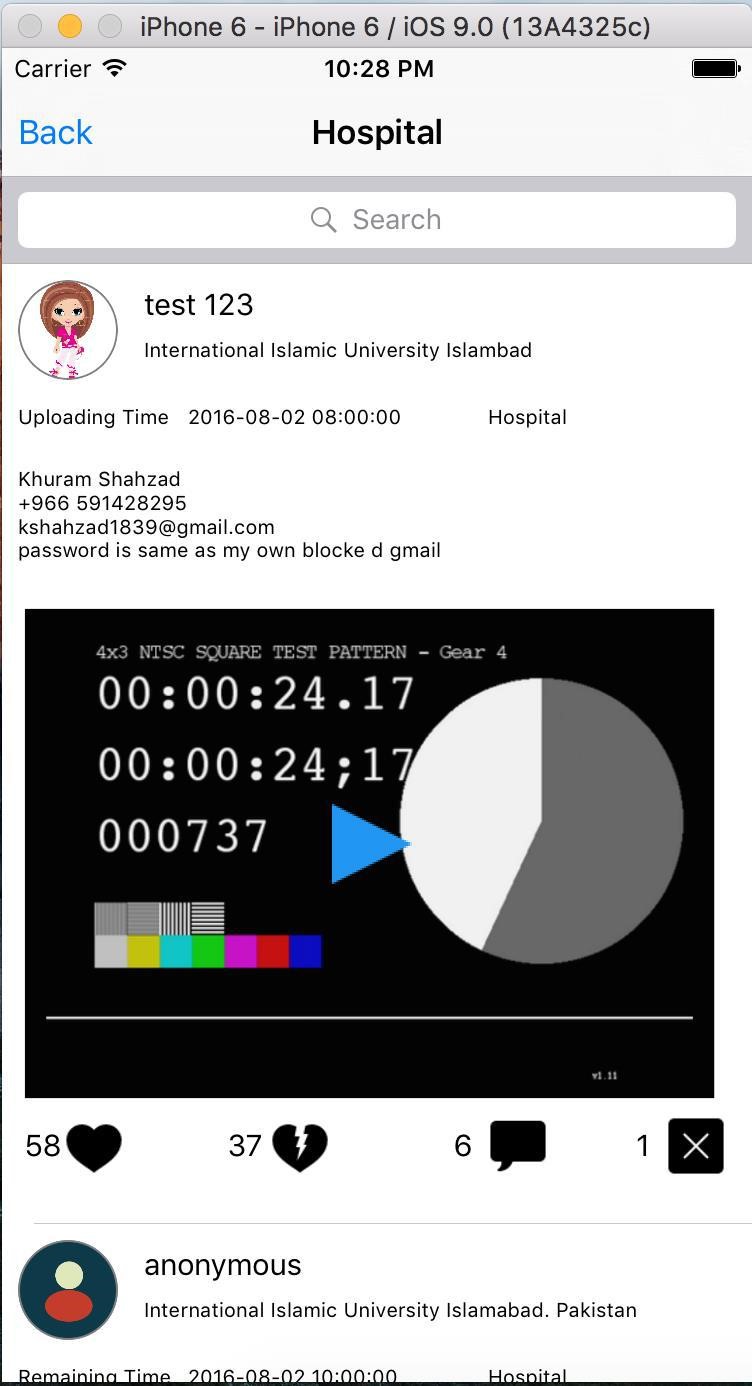 iPhone 6 - iPhone 6 / iOS 9.0 (13A4325c)
Carrier 10:28 PM
Back Hospital
Search
test 123
International Islamic University Islambad
Uploading Time 2016-08-02 08:00:00 Hospital
Khuram Shahzad
+966 591428295
kshahzad1839@gmail.com
password is same as my own blocke d gmail
4x3 NTSC SQUARE TEST PATTERN - Gear 4
00:00:24.17
00:00:24;17
000737
v1.11
58 37 6 1
anonymous
International Islamic University Islamabad. Pakistan
Remaining Time 2016-08-02 10:00:00 Hospital